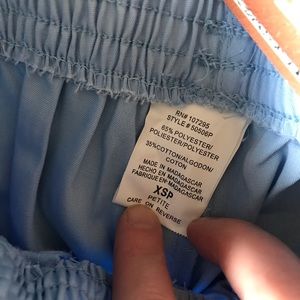 RN# 107295
STYLE # 50506P
65% POLYESTER/
POLIESTER/POLYESTER
35%COTTON/ALGODON/
COTON
MADE IN MADAGASCAR
HECHO EN MADAGASCAR
FABRIQUE EN-MADAGASCAR
XSP
PETITE
CARE ON REVERSE